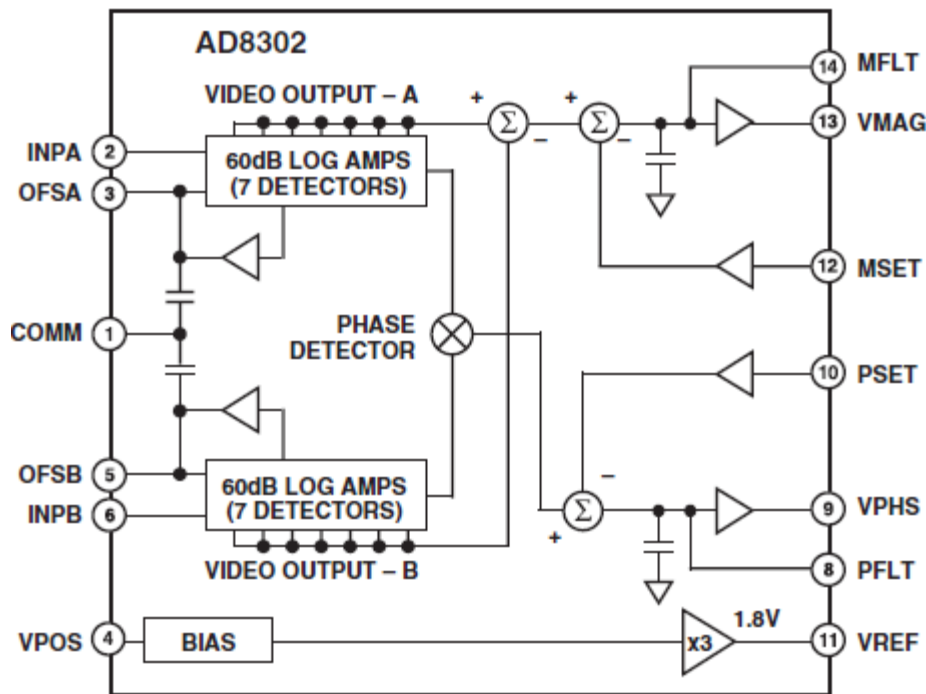 AD8302
VIDEO OUTPUT – A
+
Σ
–
+
Σ
–
14 MFLT
13 VMAG
INPA 2
OFSA 3
60dB LOG AMPS
(7 DETECTORS)
12 MSET
COMM 1
PHASE
DETECTOR
10 PSET
OFSB 5
INPB 6
60dB LOG AMPS
(7 DETECTORS)
–
Σ
+
9 VPHS
8 PFLT
VIDEO OUTPUT – B
VPOS 4
BIAS
x3
1.8V
11 VREF